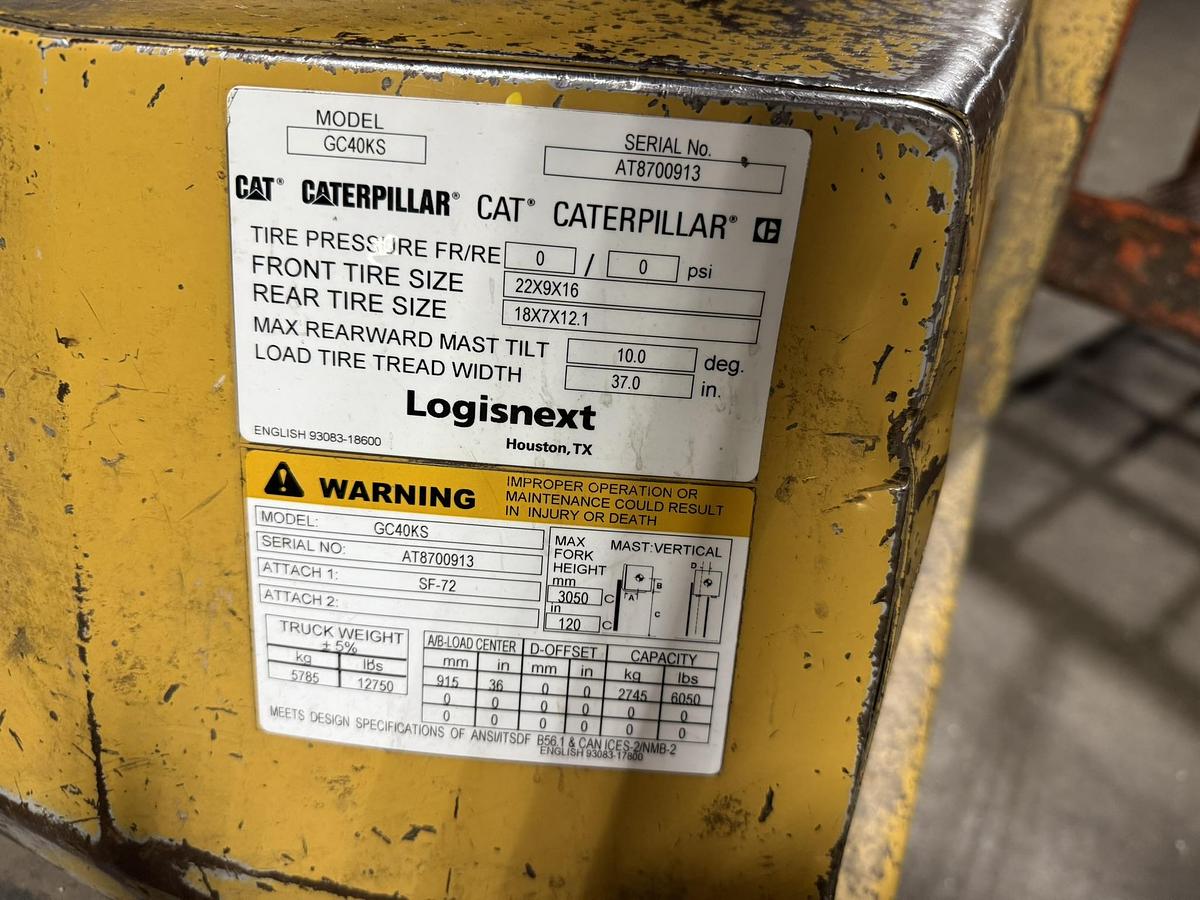 MODEL
GC40KS
SERIAL No.
AT8700913
CAT® CATERPILLAR® CAT® CATERPILLAR® C
TIRE PRESSURE FR/RE 0 / 0 psi
FRONT TIRE SIZE 22X9X16
REAR TIRE SIZE 18X7X12.1
MAX REARWARD MAST TILT 10.0 deg.
LOAD TIRE TREAD WIDTH 37.0 in.
Logisnext
Houston, TX
ENGLISH 93083-18600
WARNING
IMPROPER OPERATION OR
MAINTENANCE COULD RESULT
IN INJURY OR DEATH
MODEL: GC40KS
SERIAL NO: AT8700913
ATTACH 1: SF-72
ATTACH 2:
MAX
FORK
HEIGHT
mm
3050 C
in
120 C
MAST:VERTICAL
A B C D
TRUCK WEIGHT
± 5%
kg lbs
5785 12750
A/B-LOAD CENTER D-OFFSET CAPACITY
mm in mm in kg lbs
915 36 0 0 2745 6050
0 0 0 0 0 0
0 0 0 0 0 0
MEETS DESIGN SPECIFICATIONS OF ANSI/ITSDF B56.1 & CAN ICES-2/NMB-2
ENGLISH 93083-17800